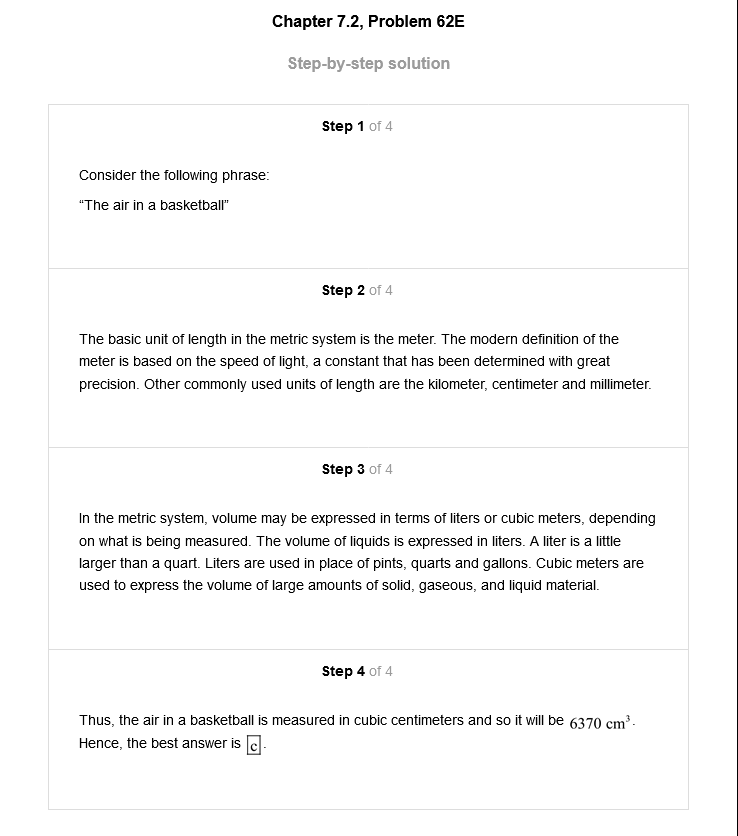 Chapter 7.2, Problem 62E
Step-by-step solution
Step 1 of 4
Consider the following phrase:
“The air in a basketball”
Step 2 of 4
The basic unit of length in the metric system is the meter. The modern definition of the
meter is based on the speed of light, a constant that has been determined with great
precision. Other commonly used units of length are the kilometer, centimeter and millimeter.
Step 3 of 4
In the metric system, volume may be expressed in terms of liters or cubic meters, depending
on what is being measured. The volume of liquids is expressed in liters. A liter is a little
larger than a quart. Liters are used in place of pints, quarts and gallons. Cubic meters are
used to express the volume of large amounts of solid, gaseous, and liquid material.
Step 4 of 4
Thus, the air in a basketball is measured in cubic centimeters and so it will be 6370 cm³.
Hence, the best answer is c.